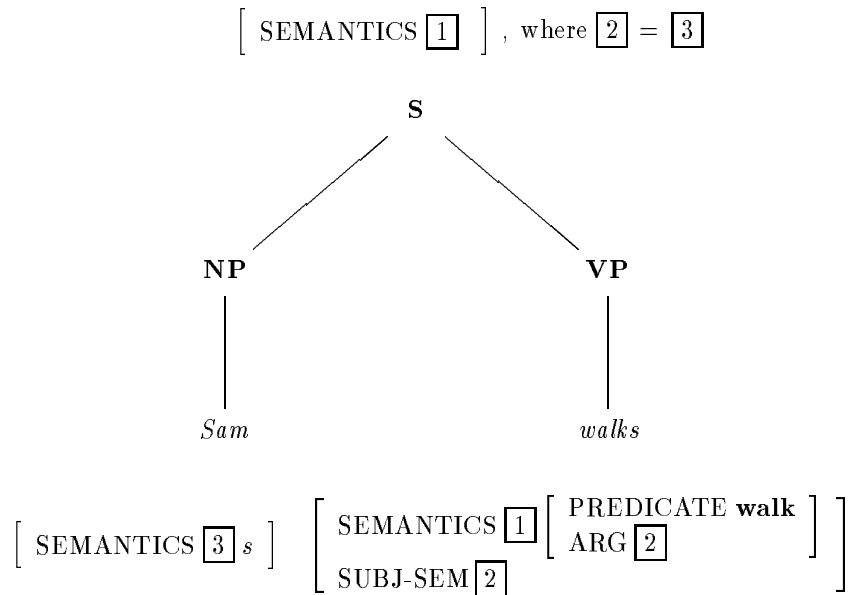 [ SEMANTICS 1 ] , where 2 = 3
S
NP VP
Sam walks
[ SEMANTICS 3 s ] [ SEMANTICS 1 [ PREDICATE walk
ARG 2 ]
SUBJ-SEM 2 ]